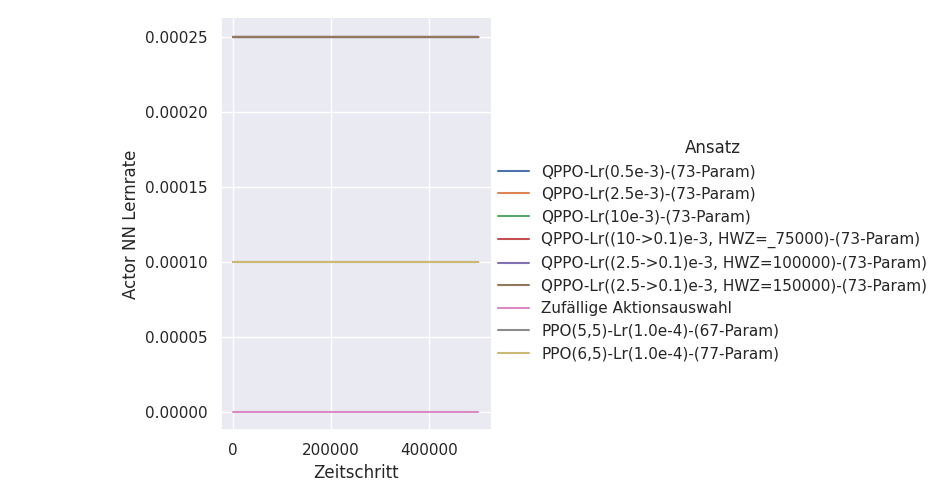 0.00025
0.00020
0.00015
0.00010
0.00005
0.00000
Actor NN Lernrate
0 200000 400000
Zeitschritt
Ansatz
QPPO-Lr(0.5e-3)-(73-Param)
QPPO-Lr(2.5e-3)-(73-Param)
QPPO-Lr(10e-3)-(73-Param)
QPPO-Lr((10->0.1)e-3, HWZ=_75000)-(73-Param)
QPPO-Lr((2.5->0.1)e-3, HWZ=100000)-(73-Param)
QPPO-Lr((2.5->0.1)e-3, HWZ=150000)-(73-Param)
Zufällige Aktionsauswahl
PPO(5,5)-Lr(1.0e-4)-(67-Param)
PPO(6,5)-Lr(1.0e-4)-(77-Param)